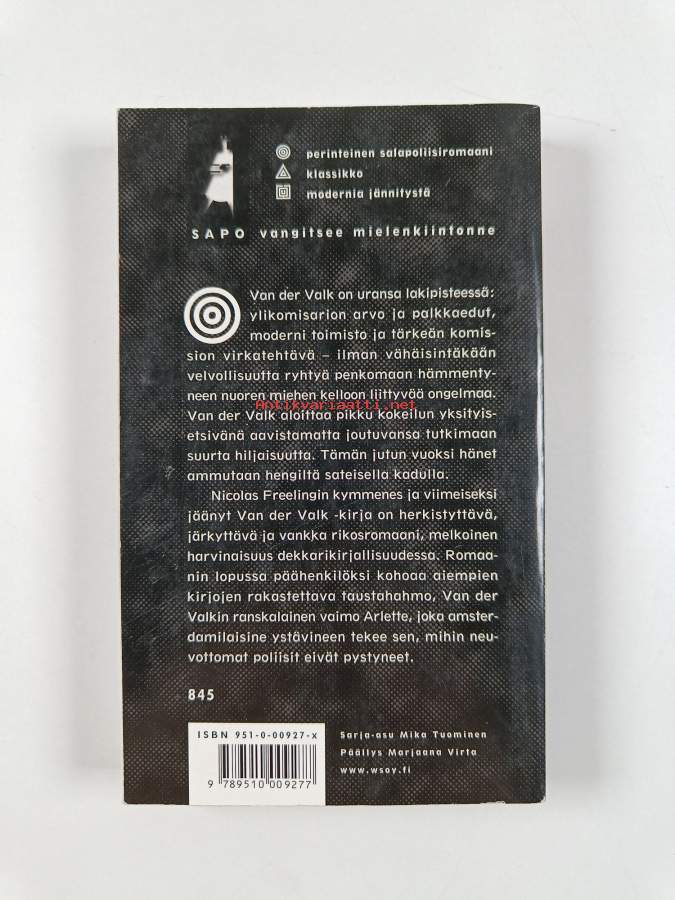 perinteinen salapoliisiromaani
klassikko
modernia jännitystä
SAPO vangitsee mielenkiintonne
Van der Valk on uransa lakipisteessä:
ylikomisarion arvo ja palkkaedut,
moderni toimisto ja tärkeän komis-
sion virkatehtävä – ilman vähäisintäkään
velvollisuutta ryhtyä penkomaan hämmenty-
neen nuoren miehen kelloon liittyvää ongelmaa.
Antikvariaatti.net
Van der Valk aloittaa pikku kokeilun yksityis-
etsivänä aavistamatta joutuvansa tutkimaan
suurta hiljaisuutta. Tämän jutun vuoksi hänet
ammutaan hengiltä sateisella kadulla.
Nicolas Freelingin kymmenes ja viimeiseksi
jäänyt Van der Valk -kirja on herkistyttävä,
järkyttävä ja vankka rikosromaani, melkoinen
harvinaisuus dekkarikirjallisuudessa. Romaa-
nin lopussa päähenkilöksi kohoaa aiempien
kirjojen rakastettava taustahahmo, Van der
Valkin ranskalainen vaimo Arlette, joka amster-
damilaisine ystävineen tekee sen, mihin neu-
vottomat poliisit eivät pystyneet.
845
ISBN 951-0-00927-X
9 789510 009277
Sarja-asu Mika Tuominen
Päällys Marjaana Virta
www.wsoy.fi